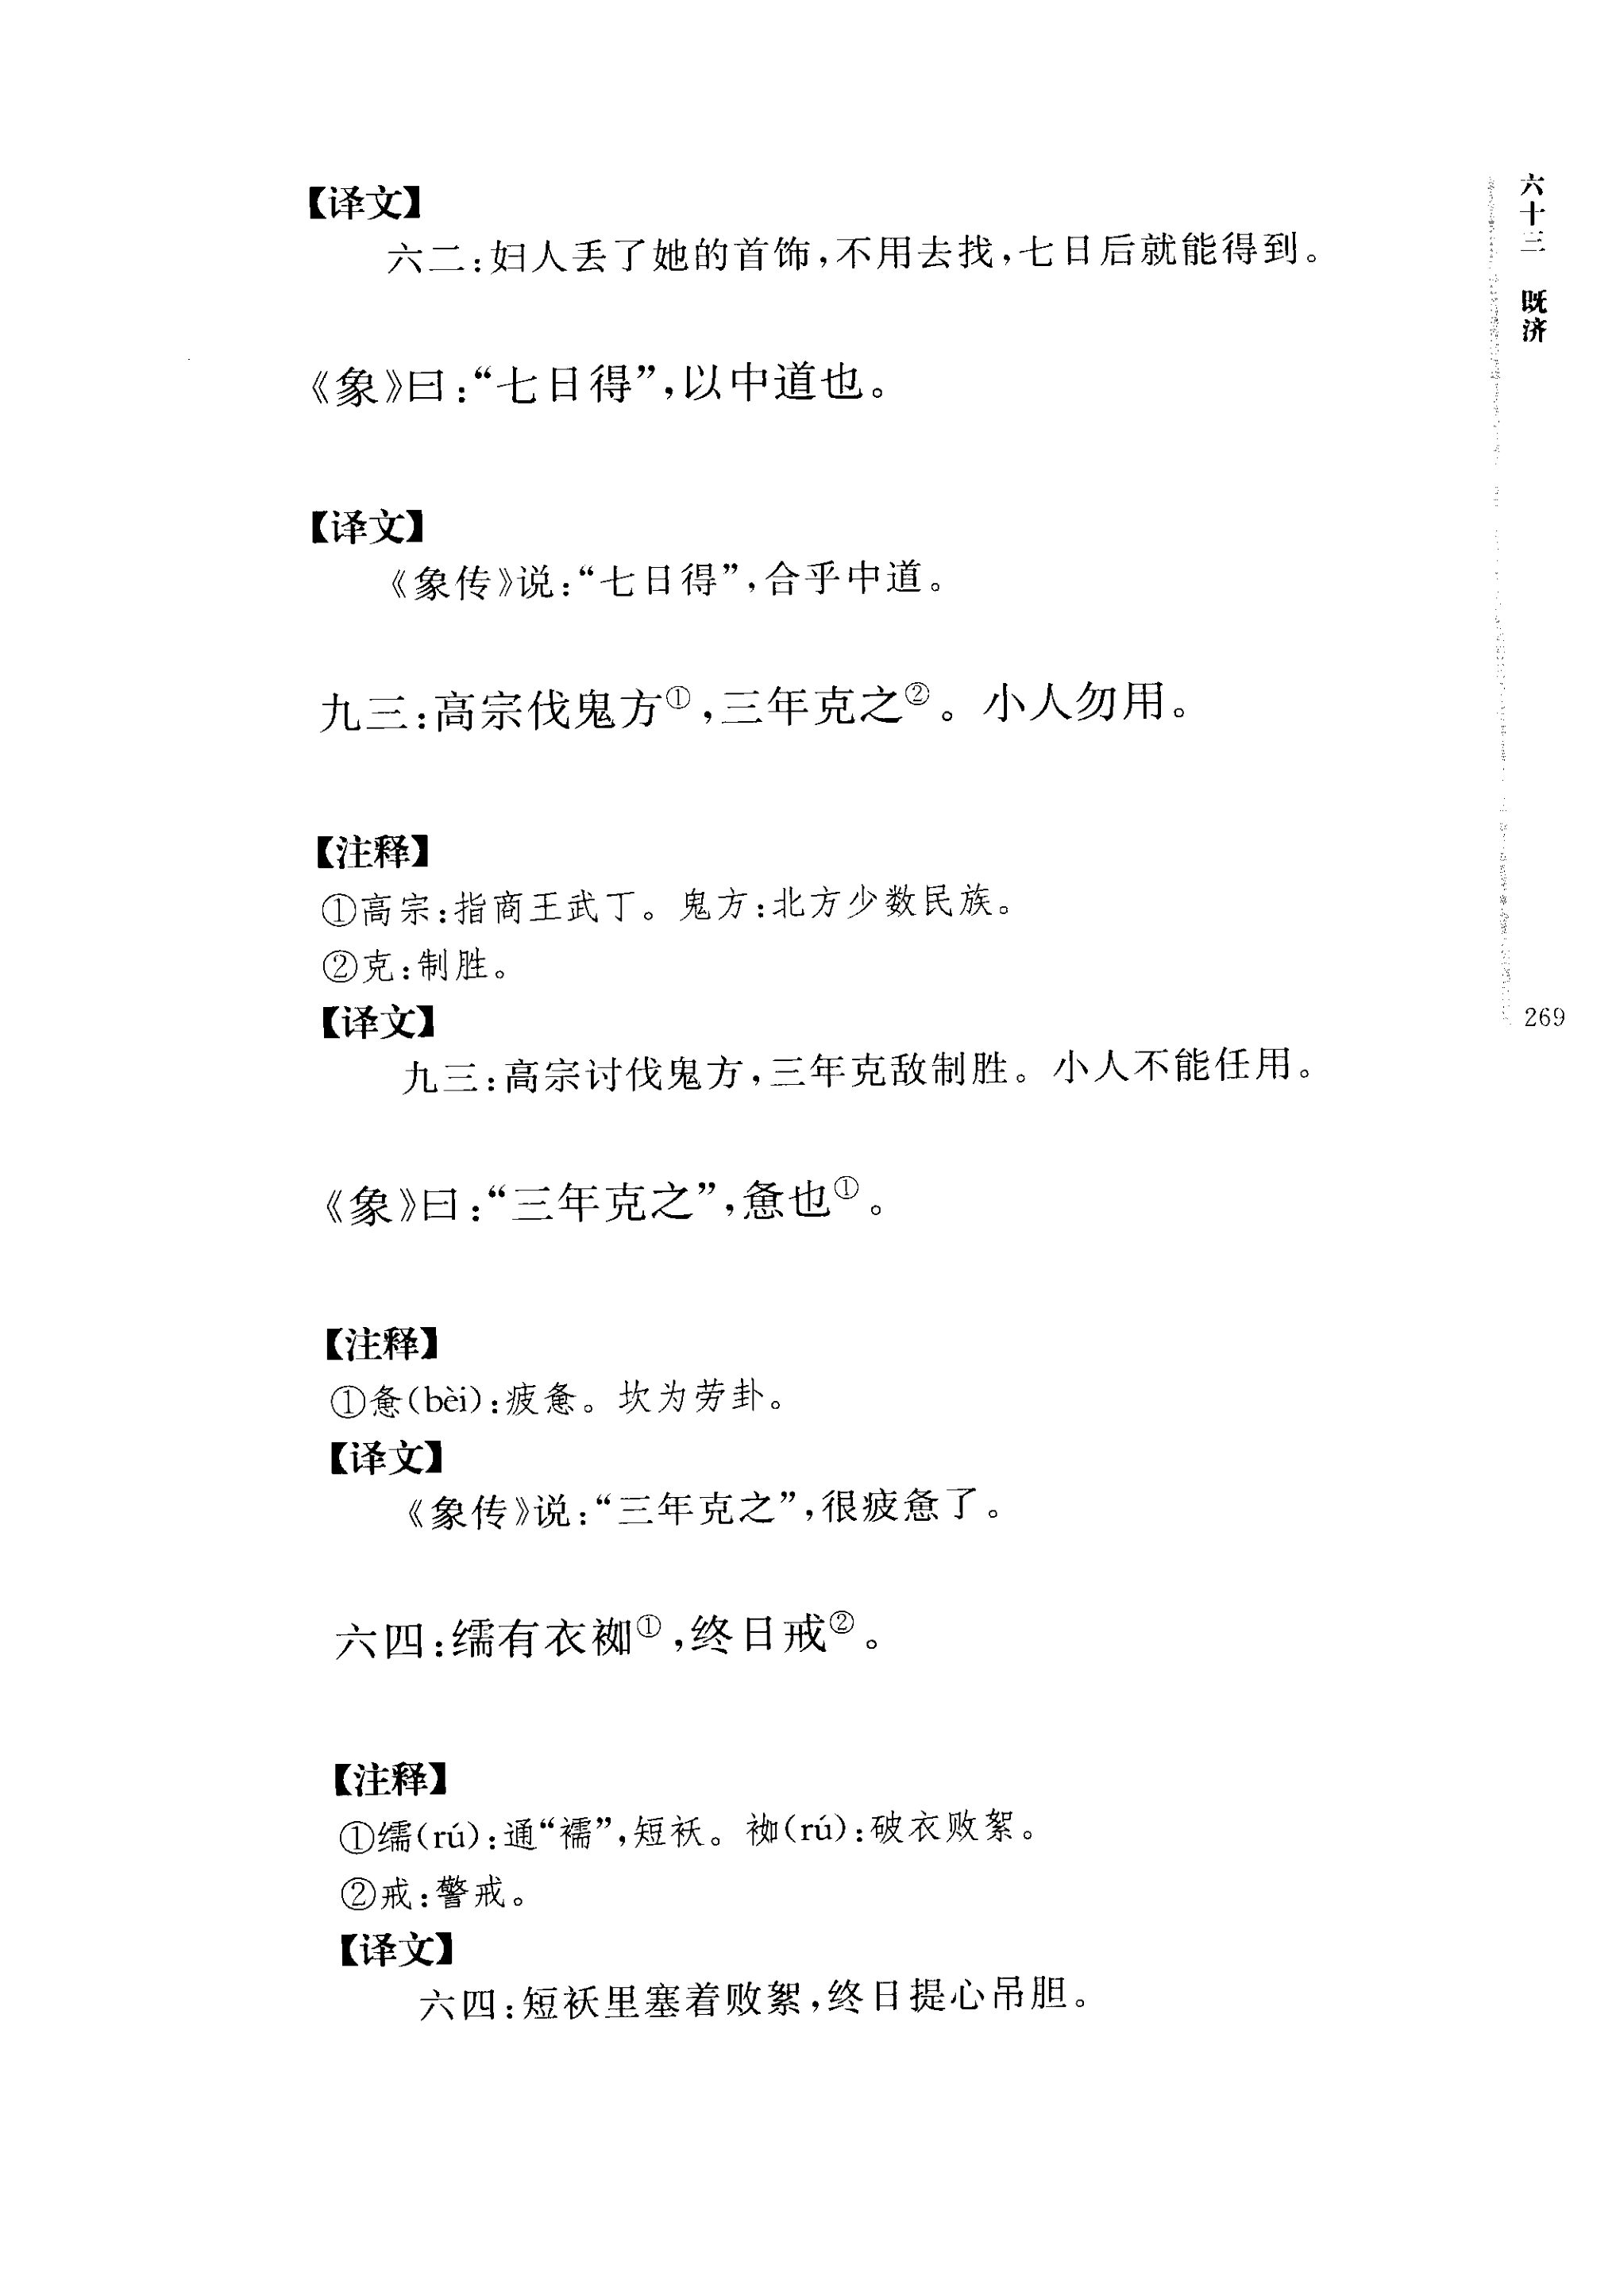 六十三 既济
【译文】
六二：妇人丢了她的首饰，不用去找，七日后就能得到。
《象》曰：“七日得”，以中道也。
【译文】
《象传》说：“七日得”，合乎中道。
九三：高宗伐鬼方①，三年克之②。小人勿用。
【注释】
①高宗：指商王武丁。鬼方：北方少数民族。
②克：制胜。
【译文】
九三：高宗讨伐鬼方，三年克敌制胜。小人不能任用。
《象》曰：“三年克之”，惫也①。
【注释】
①惫(bèi)：疲惫。坎为劳卦。
【译文】
《象传》说：“三年克之”，很疲惫了。
六四：繻有衣袽①，终日戒②。
【注释】
①繻(rú)：通“襦”，短袄。袽(rú)：破衣败絮。
②戒：警戒。
【译文】
六四：短袄里塞着败絮，终日提心吊胆。
269